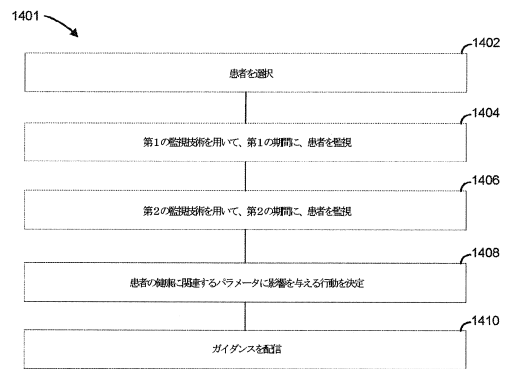 1401
1402
患者を選択
1404
第1の監視技術を用いて、第1の期間に、患者を監視
1406
第2の監視技術を用いて、第2の期間に、患者を監視
1408
患者の健康に関連するパラメータに影響を与える行動を決定
1410
ガイダンスを配信